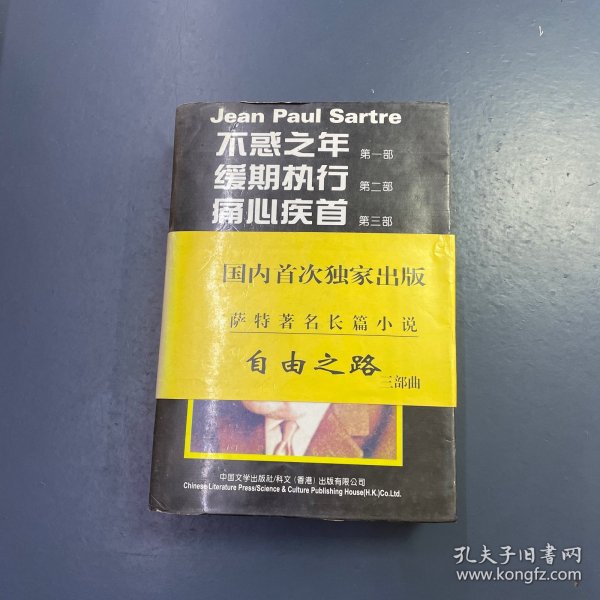 Jean Paul Sartre
不惑之年 第一部
缓期执行 第二部
痛心疾首 第三部
国内首次独家出版
萨特著名长篇小说
自由之路
三部曲
中国文学出版社/科文(香港)出版有限公司
Chinese Literature Press/Science & Culture Publishing House(H.K.)Co.Ltd.
孔夫子旧书网
www.kongfz.com